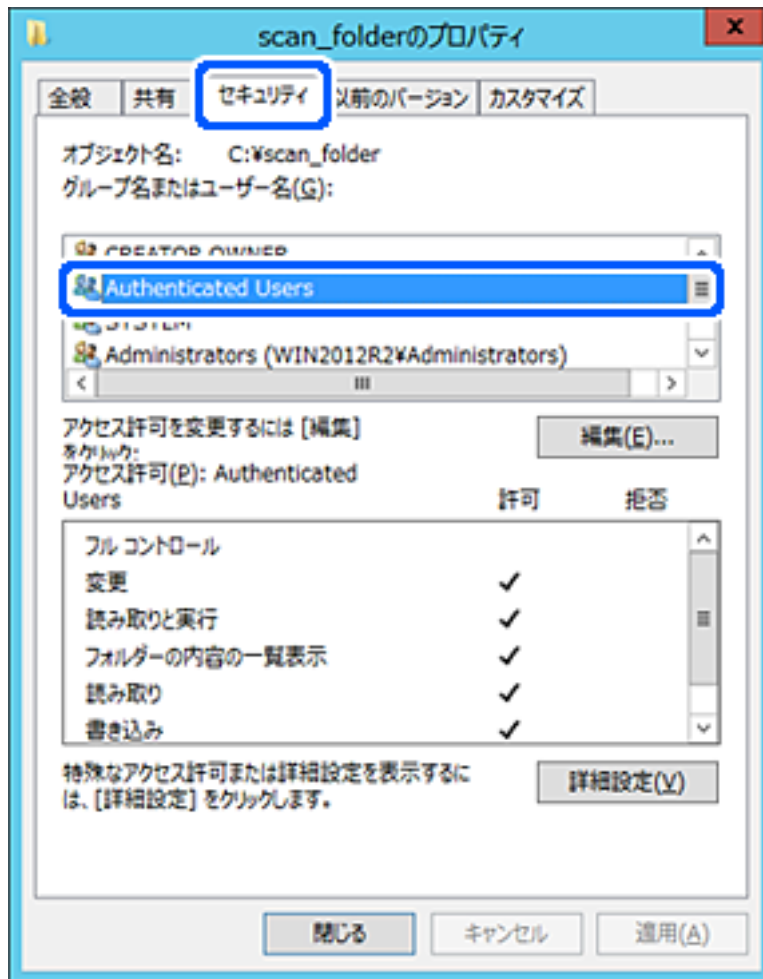 scan_folderのプロパティ
全般 共有 セキュリティ 以前のバージョン カスタマイズ
オブジェクト名: C:¥scan_folder
グループ名またはユーザー名(G):
CREATOR OWNER
Authenticated Users
SYSTEM
Administrators (WIN2012R2¥Administrators)
アクセス許可を変更するには [編集]
をクリック:
編集(E)...
アクセス許可(P): Authenticated
Users 許可 拒否
フル コントロール
変更
読み取りと実行
フォルダーの内容の一覧表示
読み取り
書き込み
特殊なアクセス許可または詳細設定を表示するに
は、[詳細設定] をクリックします。
詳細設定(V)
閉じる キャンセル 適用(A)